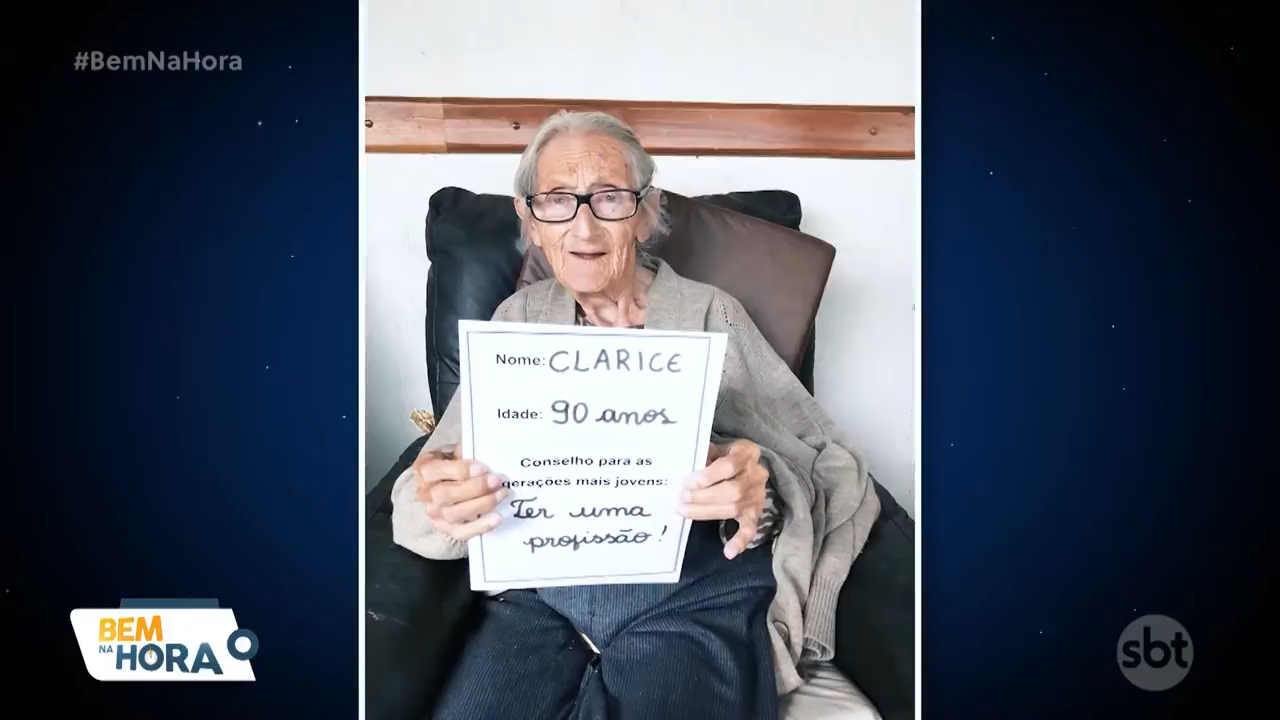 #BemNaHora
Nome: CLARICE
Idade: 90 anos
Conselho para as
gerações mais jovens:
Ter uma
profissão!
BEM
NA HORA
sbt